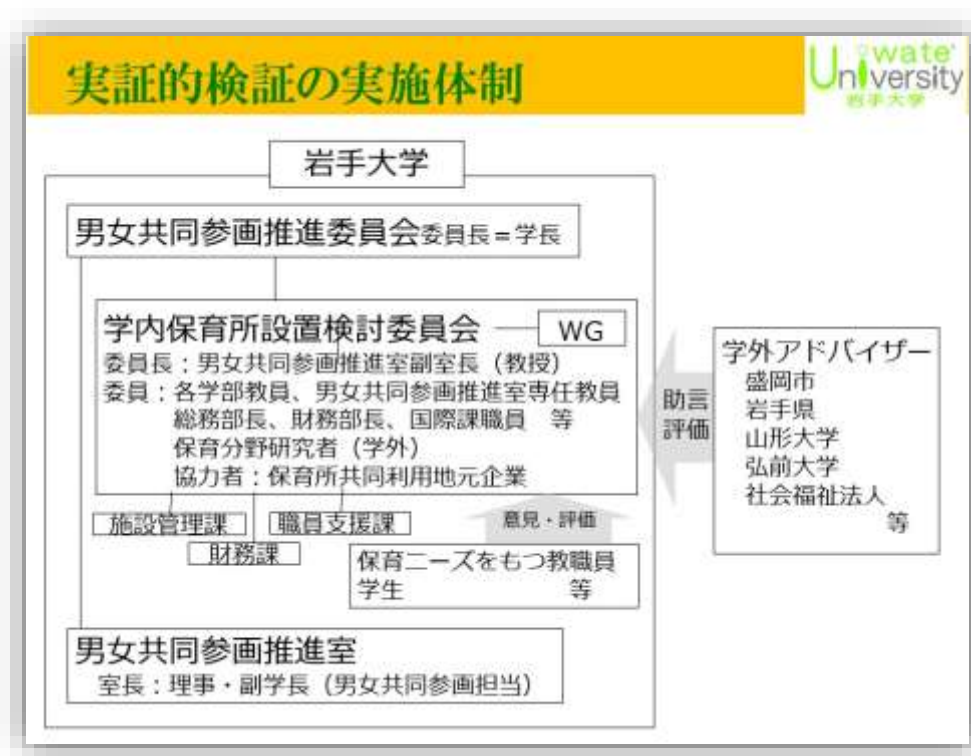 実証的検証の実施体制
Iwate University
岩手大学
岩手大学
男女共同参画推進委員会委員長=学長
学内保育所設置検討委員会
WG
委員長:男女共同参画推進室副室長(教授)
委員:各学部教員、男女共同参画推進室専任教員
総務部長、財務部長、国際課職員 等
保育分野研究者(学外)
協力者:保育所共同利用地元企業
施設管理課
職員支援課
財務課
意見・評価
保育ニーズをもつ教職員
学生 等
男女共同参画推進室
室長:理事・副学長(男女共同参画担当)
助言
評価
学外アドバイザー
盛岡市
岩手県
山形大学
弘前大学
社会福祉法人
等